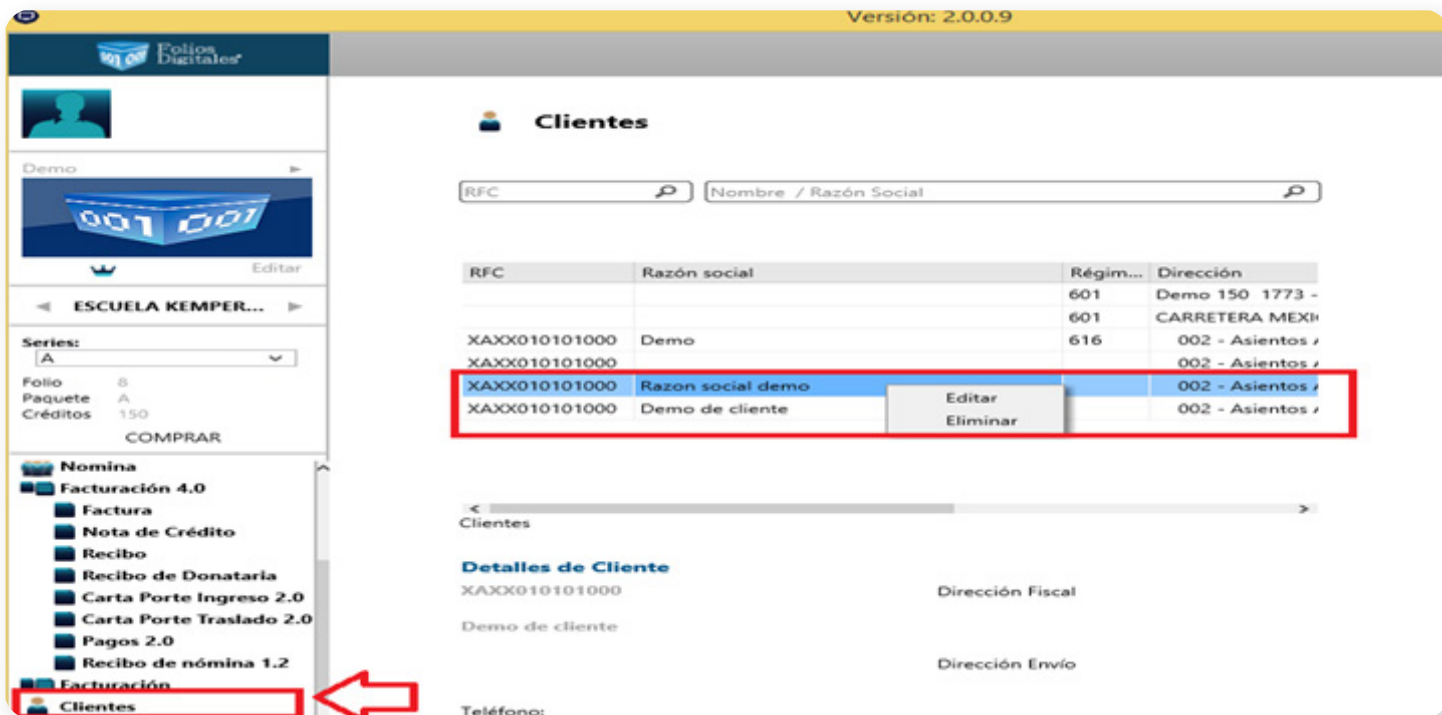 Versión: 2.0.0.9
Folios
Digitales
Demo
001 001
Editar
ESCUELA KEMPER...
Series:
A
Folio 8
Paquete A
Créditos 150
COMPRAR
Nomina
Facturación 4.0
Factura
Nota de Crédito
Recibo
Recibo de Donataria
Carta Porte Ingreso 2.0
Carta Porte Traslado 2.0
Pagos 2.0
Recibo de nómina 1.2
Facturación
Clientes
Clientes
RFC Nombre / Razón Social
RFC Razón social Régim... Dirección
601 Demo 150 1773 -
601 CARRETERA MEXI
XAXX010101000 Demo 616 002 - Asientos
XAXX010101000 002 - Asientos
XAXX010101000 Razon social demo 002 - Asientos
XAXX010101000 Demo de cliente 002 - Asientos
Editar
Eliminar
Clientes
Detalles de Cliente
XAXX010101000 Dirección Fiscal
Demo de cliente
Dirección Envío
Teléfono: